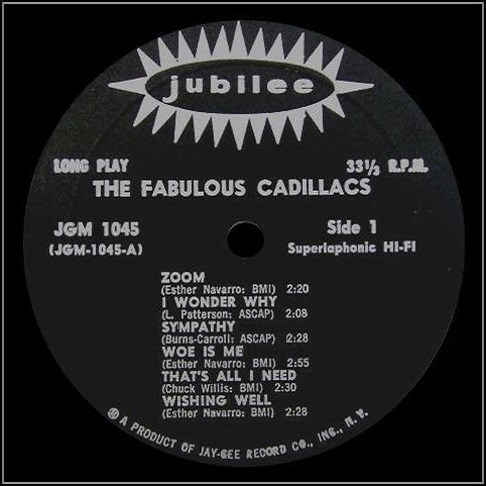 jubilee
LONG PLAY
33 1/3 R.P.M.
THE FABULOUS CADILLACS
JGM 1045
Side 1
(JGM-1045-A)
Superlaphonic HI-FI
ZOOM
(Esther Navarro: BMI) 2:20
I WONDER WHY
(L. Patterson: ASCAP) 2:08
SYMPATHY
(Burns-Carroll: ASCAP) 2:28
WOE IS ME
(Esther Navarro: BMI) 2:55
THAT'S ALL I NEED
(Chuck Willis: BMI) 2:30
WISHING WELL
(Esther Navarro: BMI) 2:28
® A PRODUCT OF JAY-GEE RECORD CO., INC., N. Y.